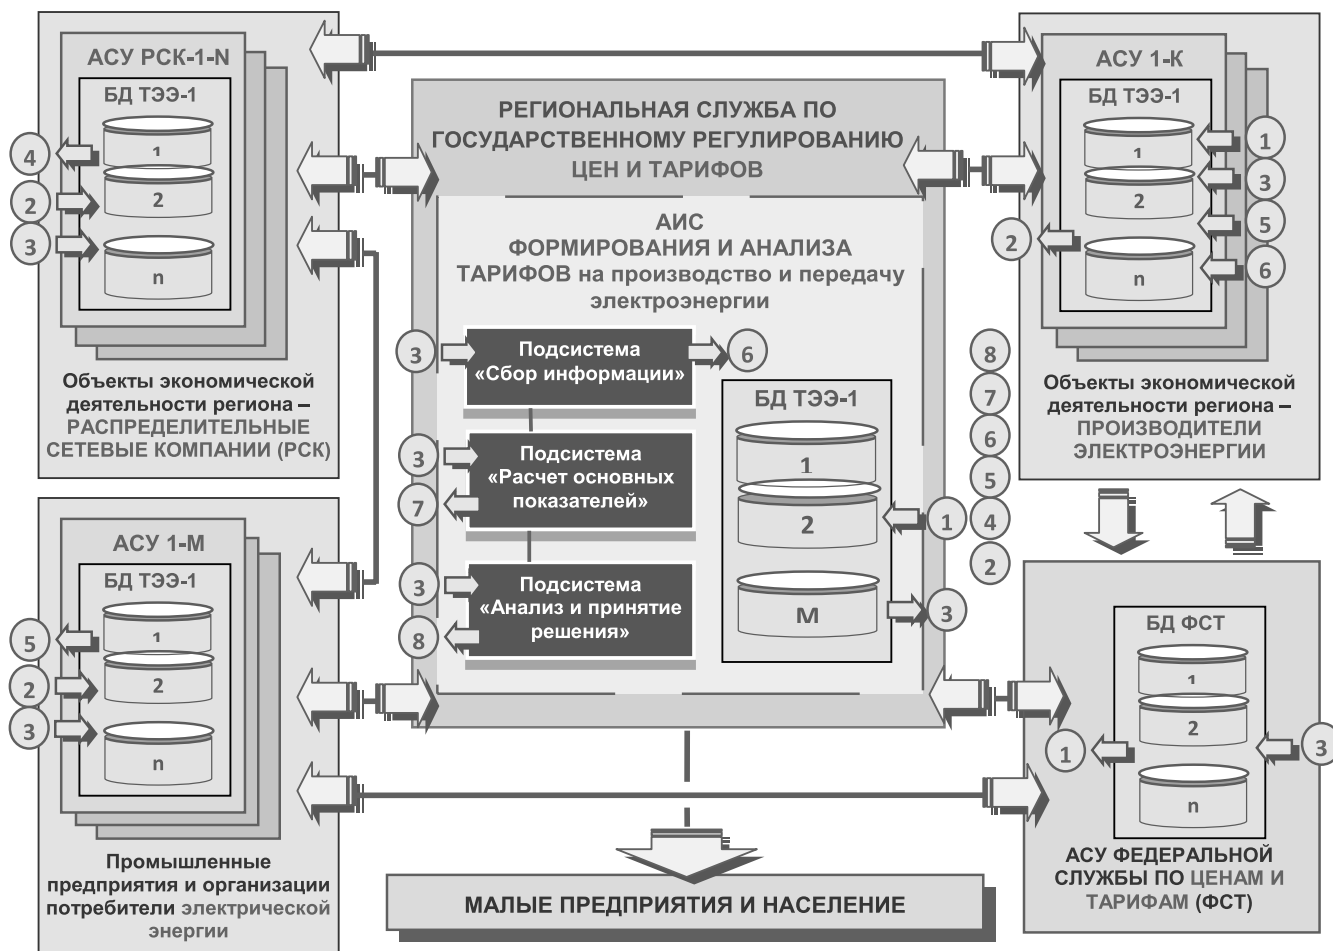 АСУ РСК-1-N
БД ТЭЭ-1
1
2
n
4
2
3
Объекты экономической
деятельности региона –
РАСПРЕДЕЛИТЕЛЬНЫЕ
СЕТЕВЫЕ КОМПАНИИ (РСК)
АСУ 1-М
БД ТЭЭ-1
1
2
n
5
2
3
Промышленные
предприятия и организации
потребители электрической
энергии
РЕГИОНАЛЬНАЯ СЛУЖБА ПО
ГОСУДАРСТВЕННОМУ РЕГУЛИРОВАНИЮ
ЦЕН И ТАРИФОВ
АИС
ФОРМИРОВАНИЯ И АНАЛИЗА
ТАРИФОВ на производство и передачу
электроэнергии
3
Подсистема
«Сбор информации»
6
3
7
Подсистема
«Расчет основных
показателей»
3
8
Подсистема
«Анализ и принятие
решения»
БД ТЭЭ-1
1
2
М
1
3
8
7
6
5
4
2
МАЛЫЕ ПРЕДПРИЯТИЯ И НАСЕЛЕНИЕ
АСУ 1-К
БД ТЭЭ-1
1
2
n
1
3
5
6
2
Объекты экономической
деятельности региона –
ПРОИЗВОДИТЕЛИ
ЭЛЕКТРОЭНЕРГИИ
БД ФСТ
1
2
n
1
3
АСУ ФЕДЕРАЛЬНОЙ
СЛУЖБЫ ПО ЦЕНАМ И
ТАРИФАМ (ФСТ)